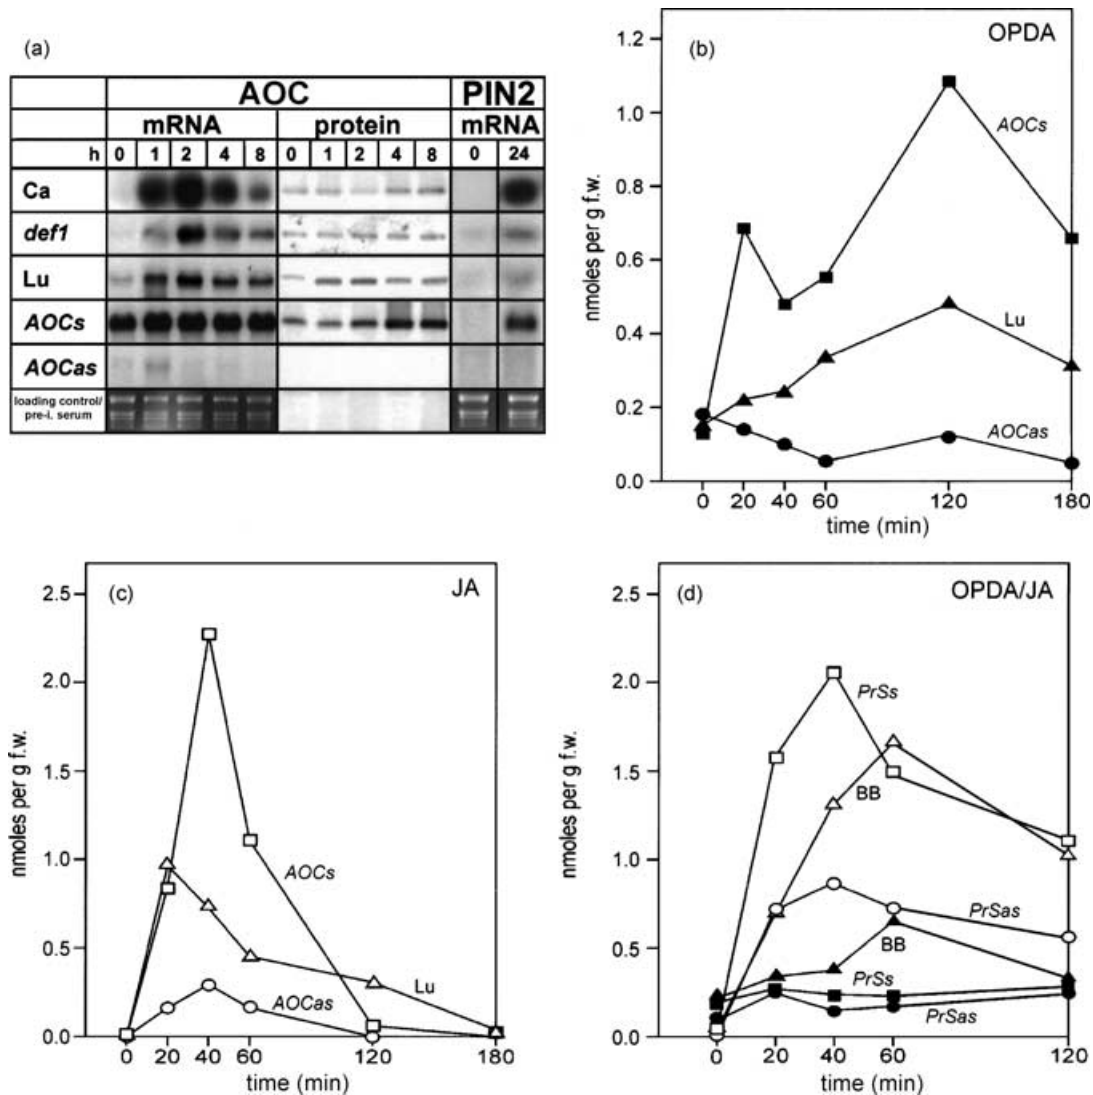 (a)
AOC PIN2
mRNA protein mRNA
h 0 1 2 4 8 0 1 2 4 8 0 24
Ca
def1
Lu
AOCs
AOCas
loading control/
pre-i. serum
(b) OPDA
nmoles per g f.w.
1.2
1.0
0.8
0.6
0.4
0.2
0.0
AOCs
Lu
AOCas
0 20 40 60 120 180
time (min)
(c) JA
nmoles per g f.w.
2.5
2.0
1.5
1.0
0.5
0.0
AOCs
Lu
AOCas
0 20 40 60 120 180
time (min)
(d) OPDA/JA
nmoles per g f.w.
2.5
2.0
1.5
1.0
0.5
0.0
PrSs
BB
PrSas
BB
PrSs
PrSas
0 20 40 60 120
time (min)